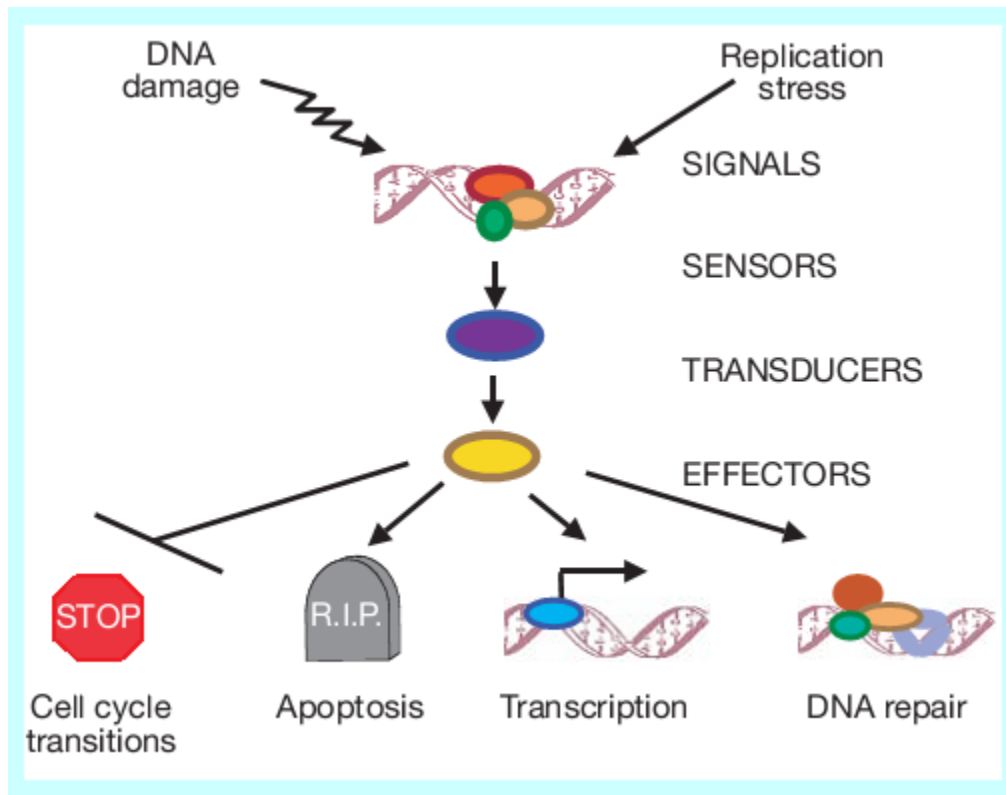 DNA
damage
Replication
stress
SIGNALS
SENSORS
TRANSDUCERS
EFFECTORS
STOP
R.I.P.
Cell cycle
transitions
Apoptosis
Transcription
DNA repair